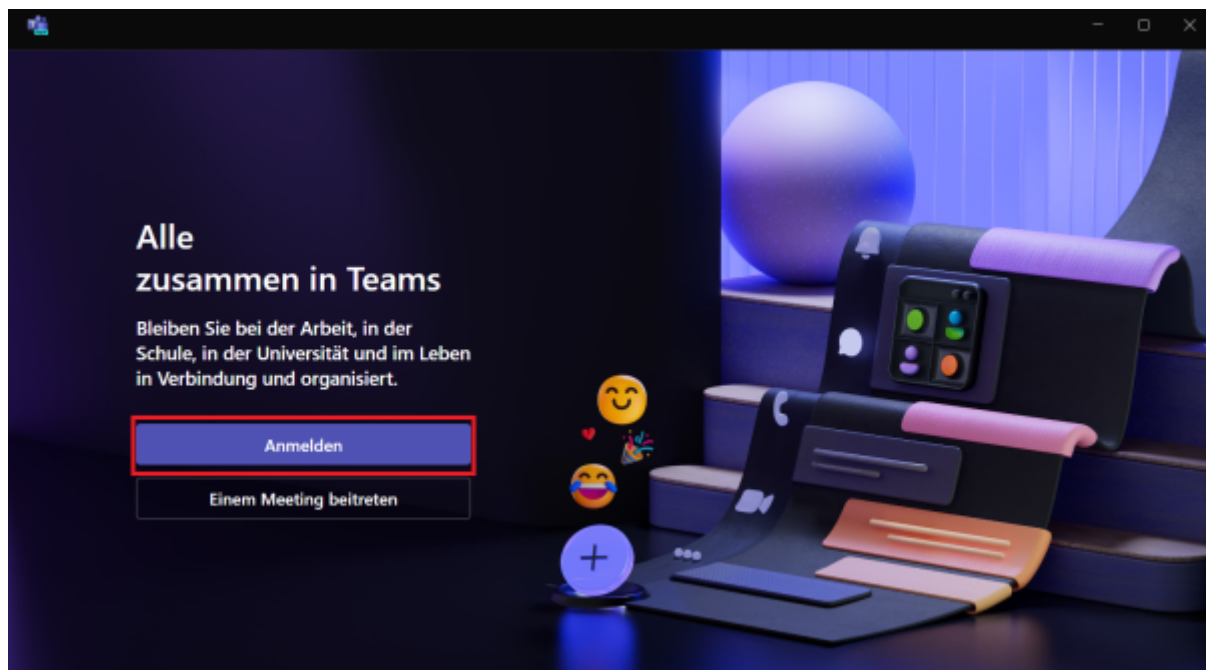 Alle
zusammen in Teams
Bleiben Sie bei der Arbeit, in der
Schule, in der Universität und im Leben
in Verbindung und organisiert.
Anmelden
Einem Meeting beitreten